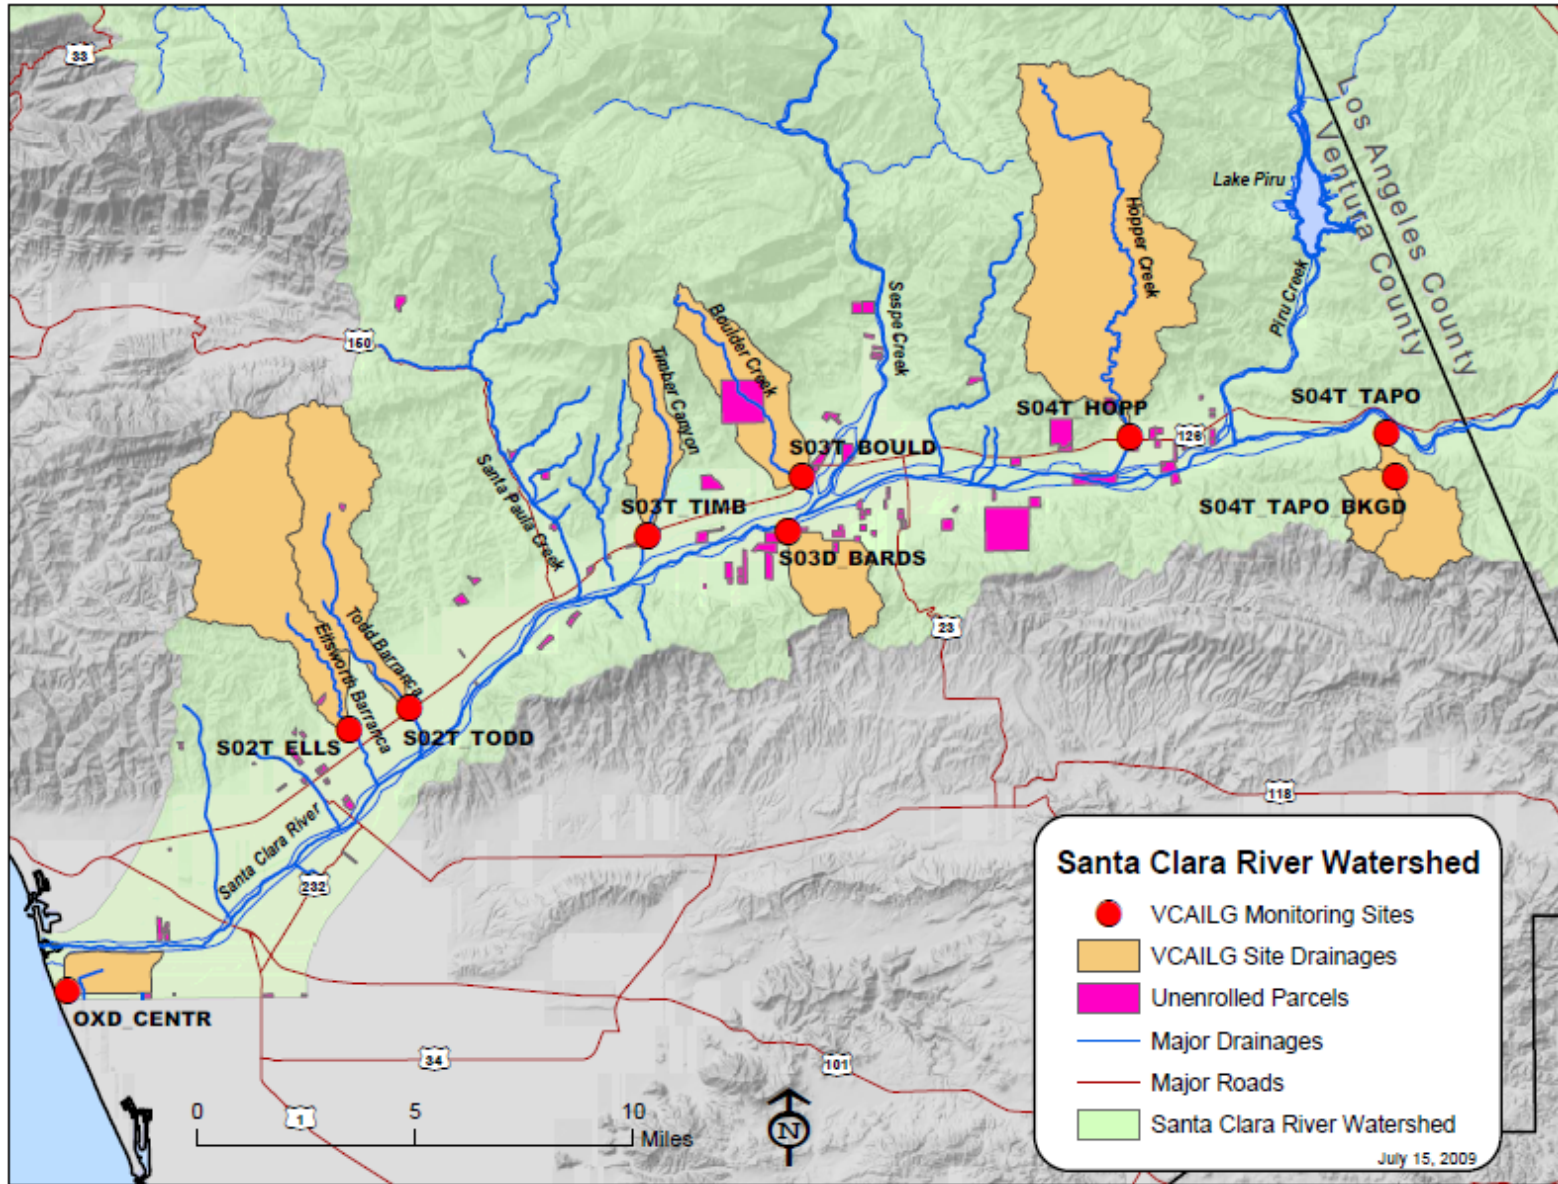 33
Los Angeles County
Ventura County
Lake Piru
Hopper Creek
Piru Creek
Sespe Creek
Boulder Creek
150
Timber Canyon
S04T_HOPP
S04T_TAPO
126
S03T_BOULD
Santa Paula Creek
S03T_TIMB
S04T_TAPO_BKGD
S03D_BARDS
Todd Barranca
Ellsworth Barranca
23
S02T_ELLS
S02T_TODD
118
Santa Clara River
232
OXD_CENTR
34
101
1
0 5 10
Miles
N
Santa Clara River Watershed
VCAILG Monitoring Sites
VCAILG Site Drainages
Unenrolled Parcels
Major Drainages
Major Roads
Santa Clara River Watershed
July 15, 2009